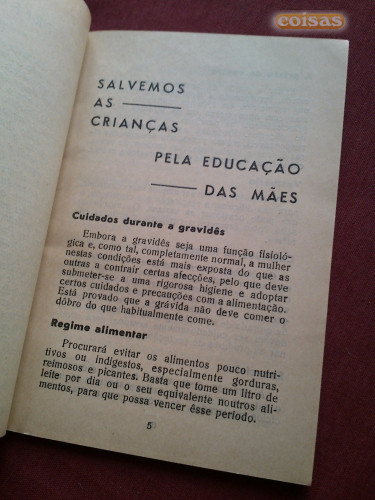 coisas
SALVEMOS
AS
CRIANÇAS
PELA EDUCAÇÃO
DAS MÃES
Cuidados durante a gravidês
Embora a gravidês seja uma função fisioló-
gica e, como tal, completamente normal, a mulher
nestas condições está mais exposta do que as
outras a contrair certas afecções, pelo que deve
submeter-se a uma rigorosa higiene e adoptar
certos cuidados e precauções com a alimentação.
Está provado que a grávida não deve comer o
dôbro do que habitualmente come.
Regime alimentar
Procurará evitar os alimentos pouco nutri-
tivos ou indigestos, especialmente gorduras,
reimosos e picantes. Basta que tome um litro de
leite por dia ou o seu equivalente noutros ali-
mentos, para que possa vencer êsse período.
5